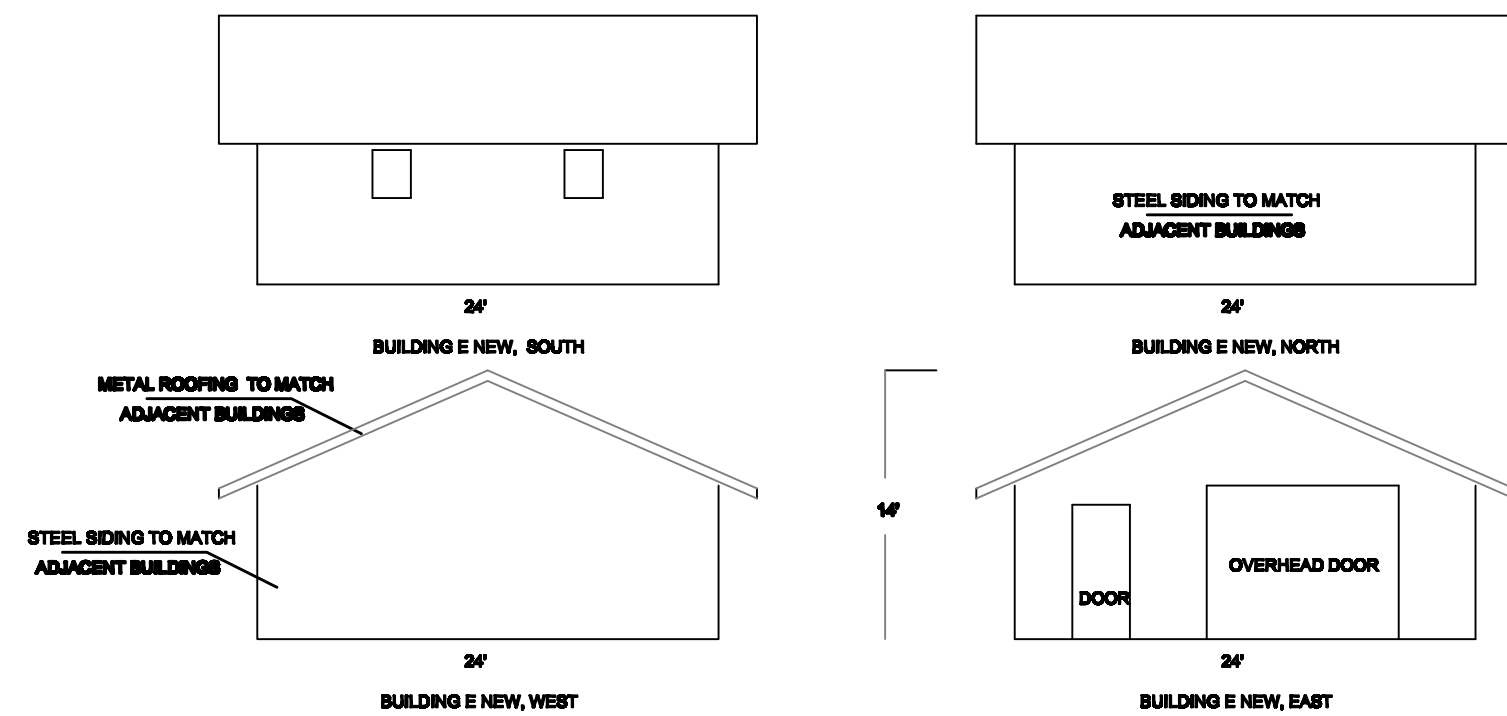 STEEL SIDING TO MATCH
ADJACENT BUILDINGS
24'
24'
BUILDING E NEW, SOUTH
BUILDING E NEW, NORTH
METAL ROOFING TO MATCH
ADJACENT BUILDINGS
14'
STEEL SIDING TO MATCH
ADJACENT BUILDINGS
OVERHEAD DOOR
DOOR
24'
24'
BUILDING E NEW, WEST
BUILDING E NEW, EAST